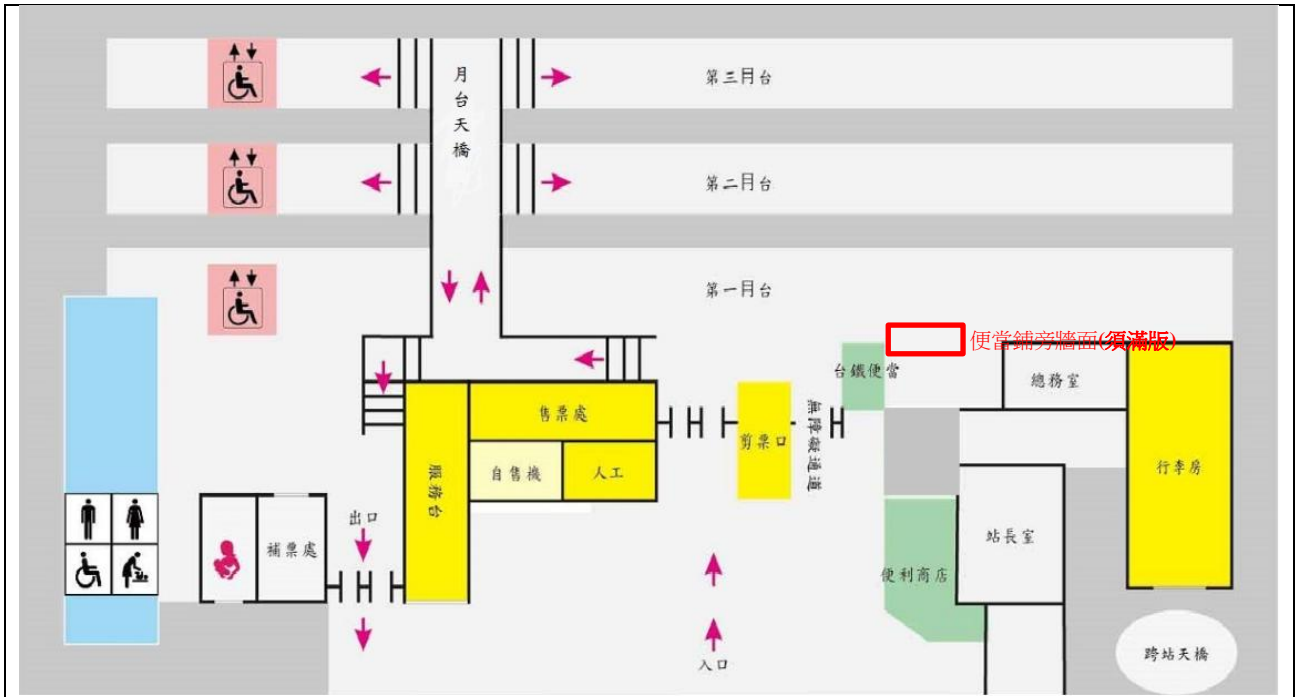 月台天橋
第三月台
第二月台
第一月台
便當鋪旁牆面(須滿版)
台鐵便當
總務室
售票處
剪票口
無障礙通道
服務台
自售機
人工
行李房
出口
補票處
站長室
便利商店
入口
跨站天橋